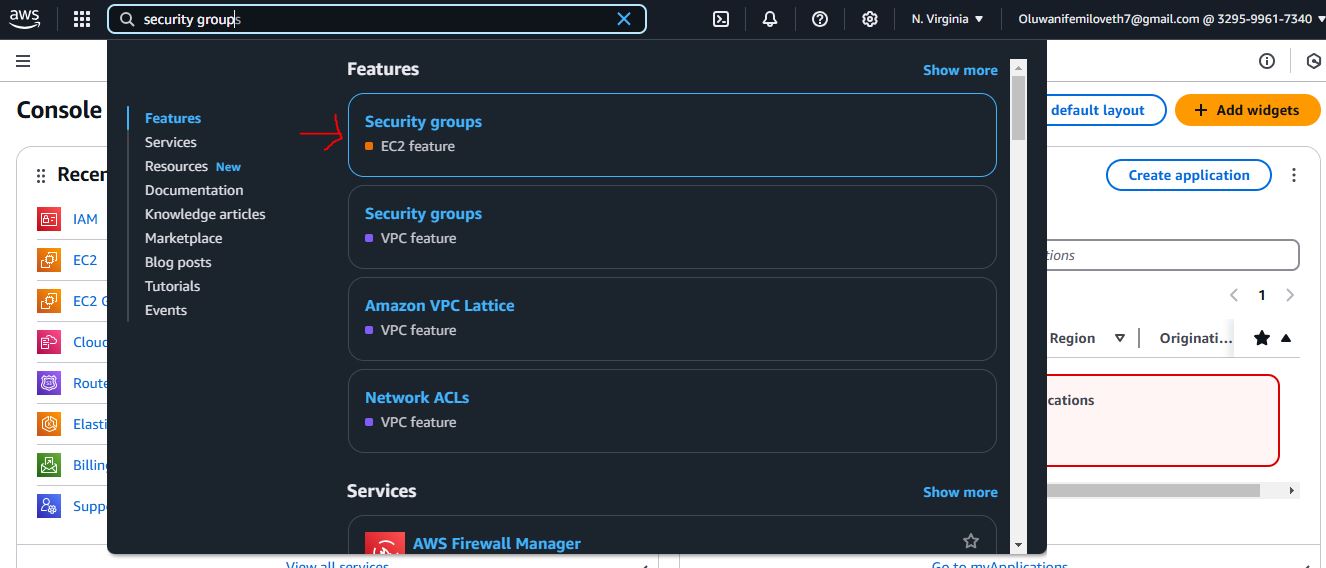 aws
security groups
N. Virginia
Oluwanifemiloveth7@gmail.com @ 3295-9961-7340
Features
Show more
Features
Services
Resources New
Documentation
Knowledge articles
Marketplace
Blog posts
Tutorials
Events
Security groups
EC2 feature
Security groups
VPC feature
Amazon VPC Lattice
VPC feature
Network ACLs
VPC feature
Services
Show more
AWS Firewall Manager
Console
default layout
Add widgets
Recen
IAM
EC2
EC2
Cloud
Route
Elasti
Billing
Suppo
View all services
Create application
tions
1
Region
Originati...
cations
Go to myApplications